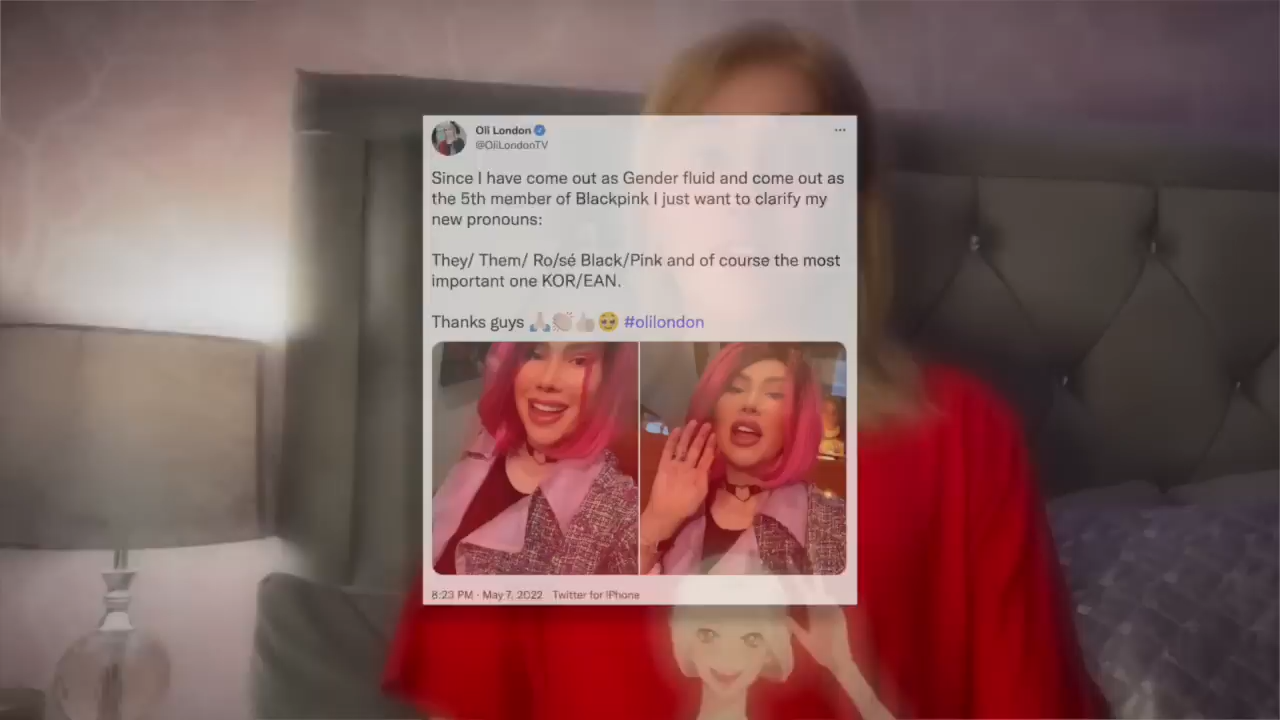 Oli London
@OliLondonTV
Since I have come out as Gender fluid and come out as
the 5th member of Blackpink I just want to clarify my
new pronouns:
They/ Them/ Ro/sé Black/Pink and of course the most
important one KOR/EAN.
Thanks guys 🙏🏻👏🏻👍🏻🥹 #olilondon
8:23 PM · May 7, 2022 Twitter for iPhone